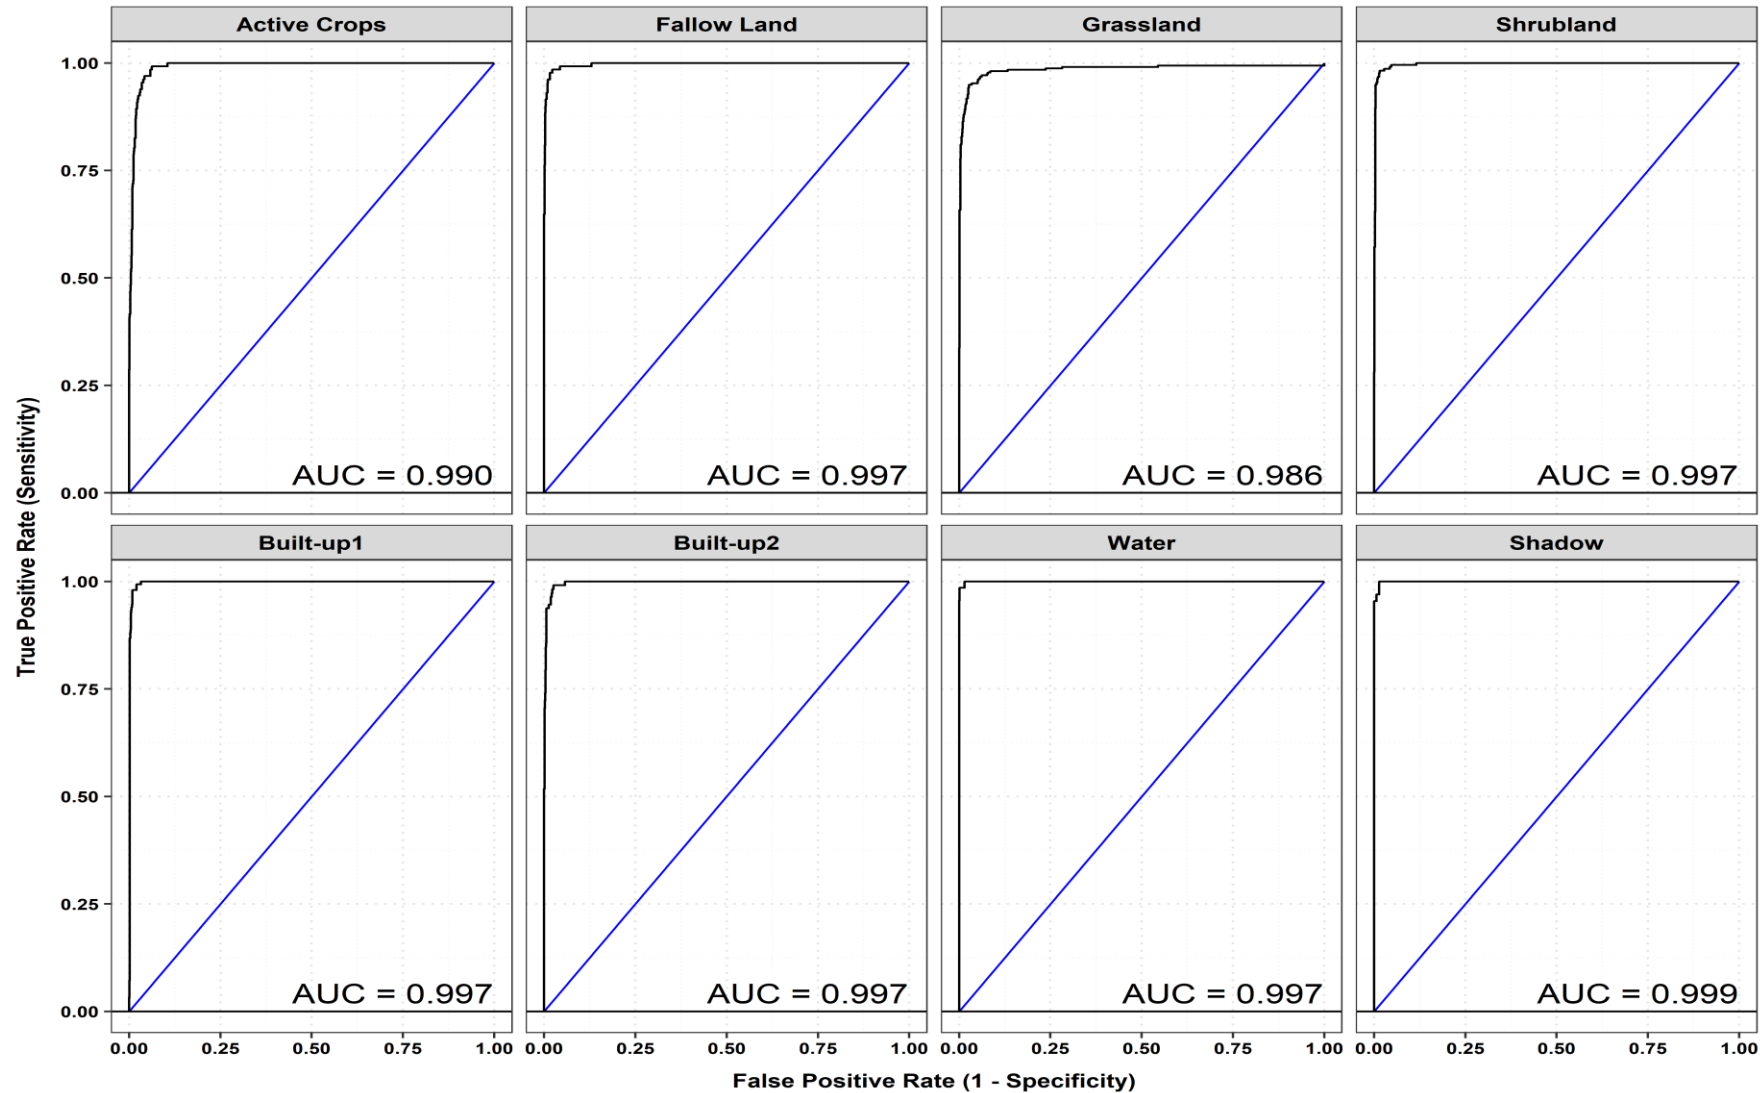 Active Crops
Fallow Land
Grassland
Shrubland
1.00
0.75
0.50
0.25
0.00
AUC = 0.990
AUC = 0.997
AUC = 0.986
AUC = 0.997
True Positive Rate (Sensitivity)
Built-up1
Built-up2
Water
Shadow
1.00
0.75
0.50
0.25
0.00
AUC = 0.997
AUC = 0.997
AUC = 0.997
AUC = 0.999
0.00 0.25 0.50 0.75 1.00
0.00 0.25 0.50 0.75 1.00
0.00 0.25 0.50 0.75 1.00
0.00 0.25 0.50 0.75 1.00
False Positive Rate (1 - Specificity)